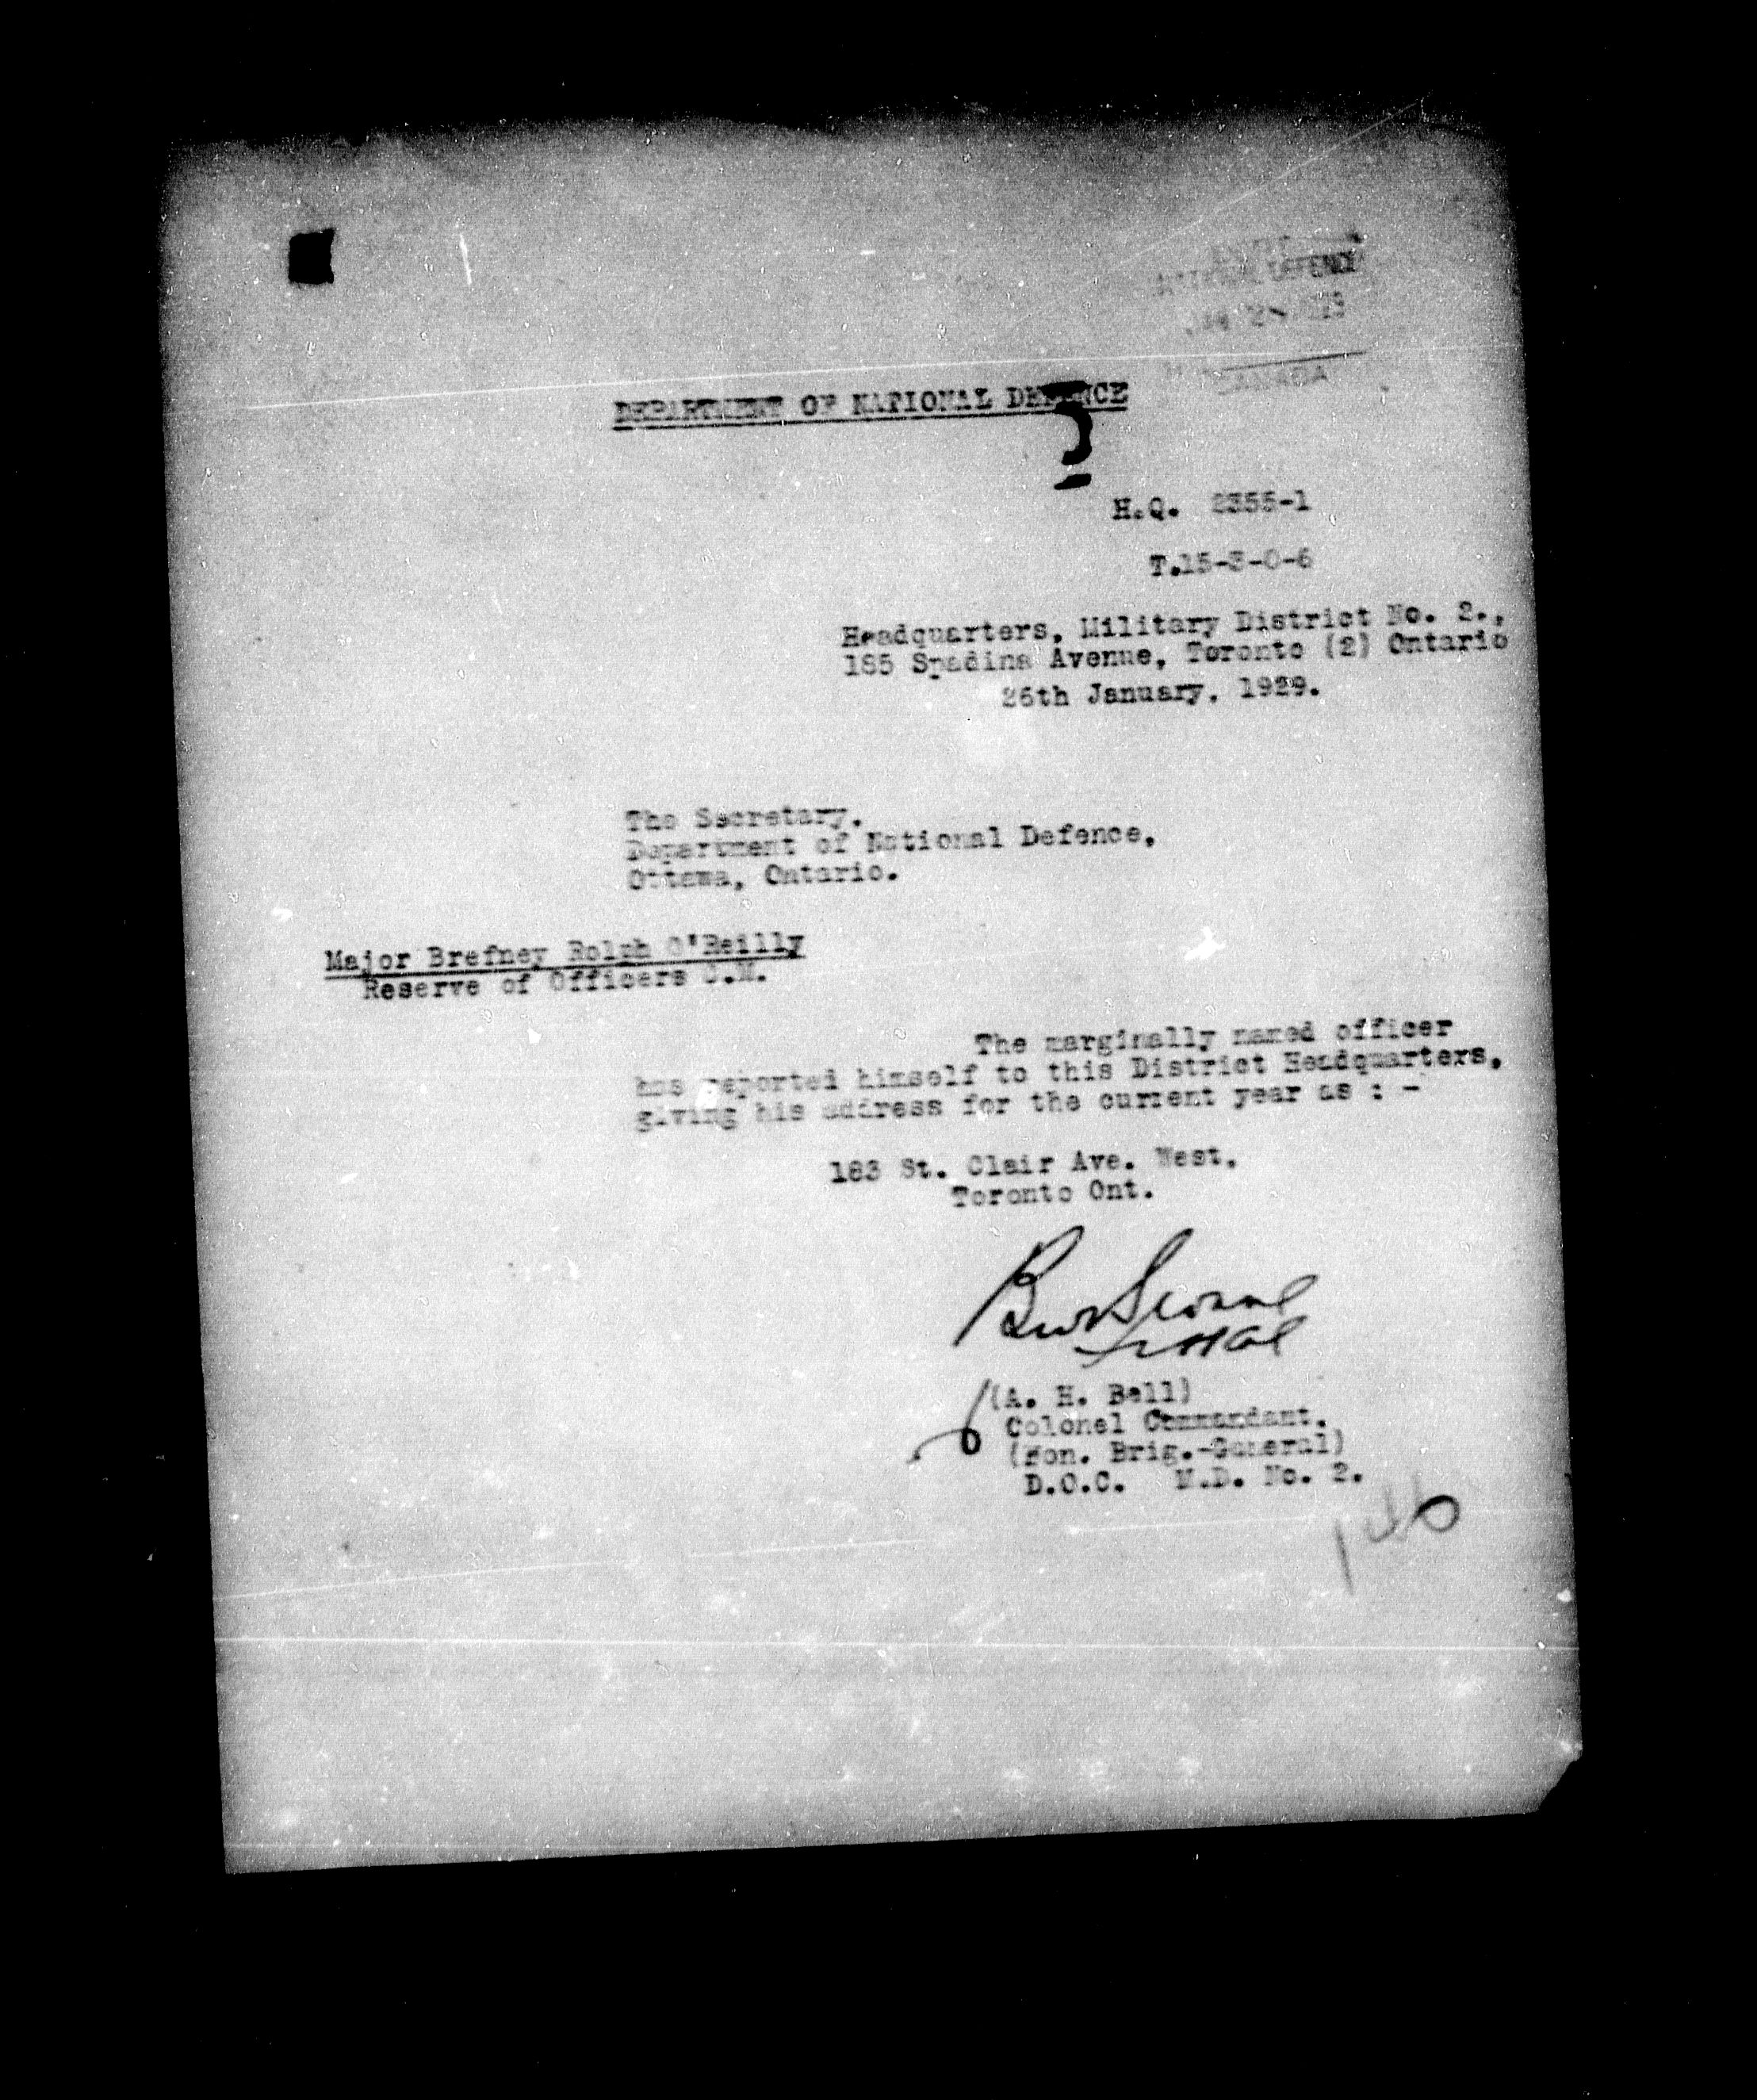 NATIONAL DEFENCE
CANADA
DEPARTMENT OF NATIONAL DEFENCE
H.Q. 2355-1
T.15-3-0-6
Headquarters, Military District No. 2.,
185 Spadina Avenue, Toronto (2) Ontario
26th January, 1929.
The Secretary.
Department of National Defence,
Ottawa, Ontario.
Major Brefney Rolph O'Reilly
Reserve of Officers C.M.
The marginally named officer
has reported himself to this District Headquarters,
giving his address for the current year as : -
183 St. Clair Ave. West,
Toronto Ont.
(A. H. Bell)
Colonel Commandant.
(Hon. Brig.-General)
D.O.C. M.D. No. 2.